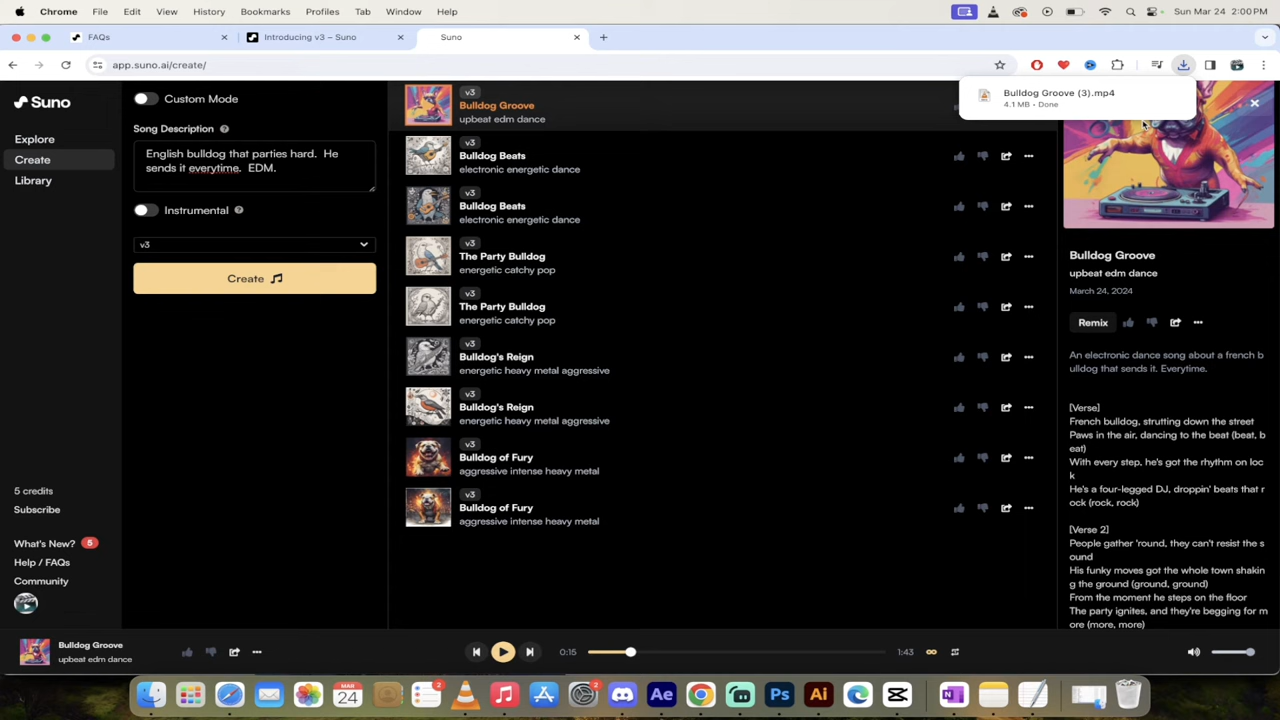 Chrome File Edit View History Bookmarks Profiles Tab Window Help Sun Mar 24 2:00PM
FAQs Introducing v3 – Suno Suno
app.suno.ai/create/
Bulldog Groove (3).mp4
4.1 MB • Done
Suno
Explore
Create
Library
5 credits
Subscribe
What's New? 5
Help / FAQs
Community
Custom Mode
Song Description
English bulldog that parties hard. He
sends it everytime. EDM.
Instrumental
v3
Create
v3
Bulldog Groove
upbeat edm dance
v3
Bulldog Beats
electronic energetic dance
v3
Bulldog Beats
electronic energetic dance
v3
The Party Bulldog
energetic catchy pop
v3
The Party Bulldog
energetic catchy pop
v3
Bulldog's Reign
energetic heavy metal aggressive
v3
Bulldog's Reign
energetic heavy metal aggressive
v3
Bulldog of Fury
aggressive intense heavy metal
v3
Bulldog of Fury
aggressive intense heavy metal
Bulldog Groove
upbeat edm dance
March 24, 2024
Remix
An electronic dance song about a french b
ulldog that sends it. Everytime.
[Verse]
French bulldog, strutting down the street
Paws in the air, dancing to the beat (beat, b
eat)
With every step, he's got the rhythm on loc
k
He's a four-legged DJ, droppin' beats that r
ock (rock, rock)
[Verse 2]
People gather 'round, they can't resist the s
ound
His funky moves got the whole town shakin
g the ground (ground, ground)
From the moment he steps on the floor
The party ignites, and they're begging for m
ore (more, more)
Bulldog Groove
upbeat edm dance
0:15 1:43
MAR
24
2
2
Ae
Ps
Ai
N